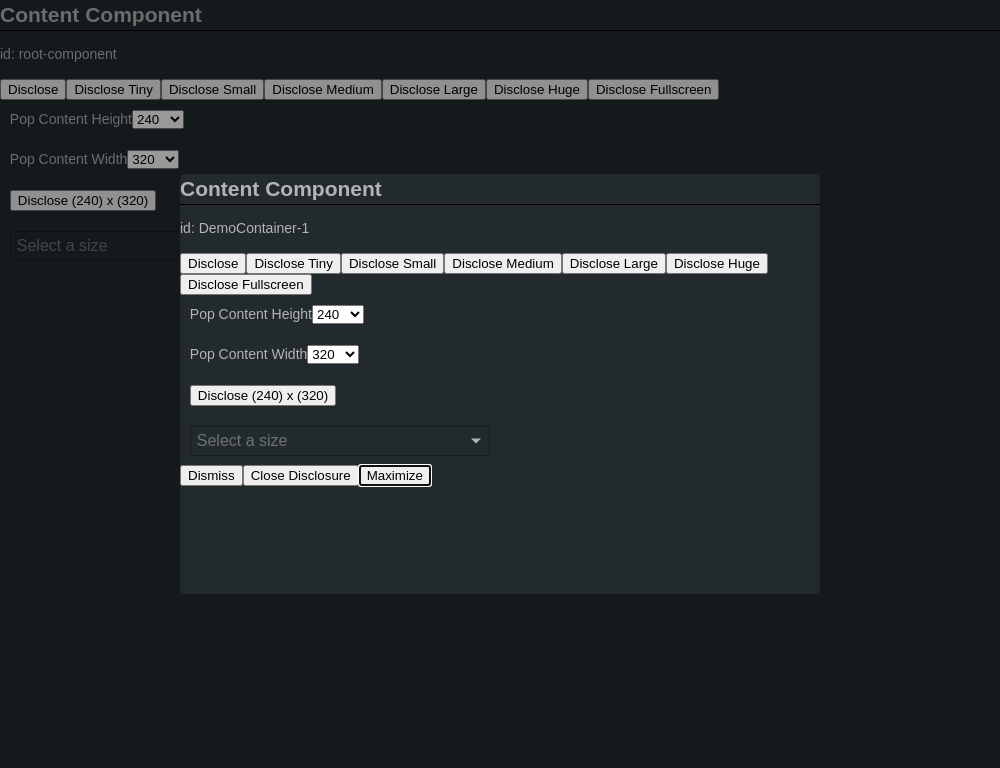 Content Component
id: root-component
Disclose Disclose Tiny Disclose Small Disclose Medium Disclose Large Disclose Huge Disclose Fullscreen
Pop Content Height 240
Pop Content Width 320
Disclose (240) x (320)
Select a size
Content Component
id: DemoContainer-1
Disclose Disclose Tiny Disclose Small Disclose Medium Disclose Large Disclose Huge
Disclose Fullscreen
Pop Content Height 240
Pop Content Width 320
Disclose (240) x (320)
Select a size
Dismiss Close Disclosure Maximize